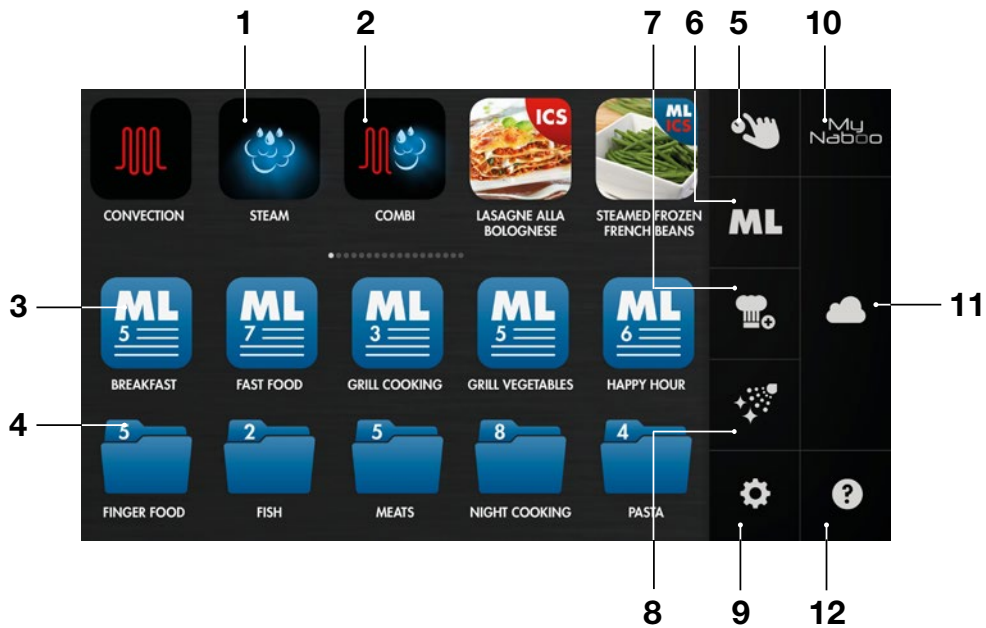 1
2
7
6
5
10
ICS
ML
ICS
My
Naboo
CONVECTION
STEAM
COMBI
LASAGNE ALLA
BOLOGNESE
STEAMED FROZEN
FRENCH BEANS
ML
3
ML
5
ML
7
ML
3
ML
5
ML
6
11
BREAKFAST
FAST FOOD
GRILL COOKING
GRILL VEGETABLES
HAPPY HOUR
4
5
2
5
8
4
?
FINGER FOOD
FISH
MEATS
NIGHT COOKING
PASTA
8
9
12